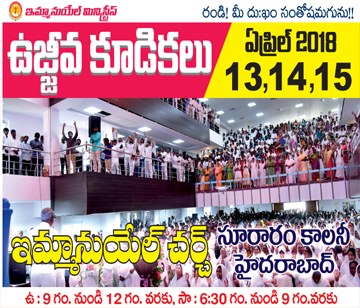 ఇమ్మానుయేల్ మినిస్ట్రీస్
రండి! మీ దుఃఖం సంతోషమగును!!
ఉజ్జీవ కూడికలు
ఏప్రిల్ 2018
13,14,15
ఇమ్మానుయేల్ చర్చ్
సూరారం కాలనీ
హైదరాబాద్
ఉ : 9 గం. నుండి 12 గం. వరకు, సా : 6:30 గం. నుండి 9 గం.వరకు